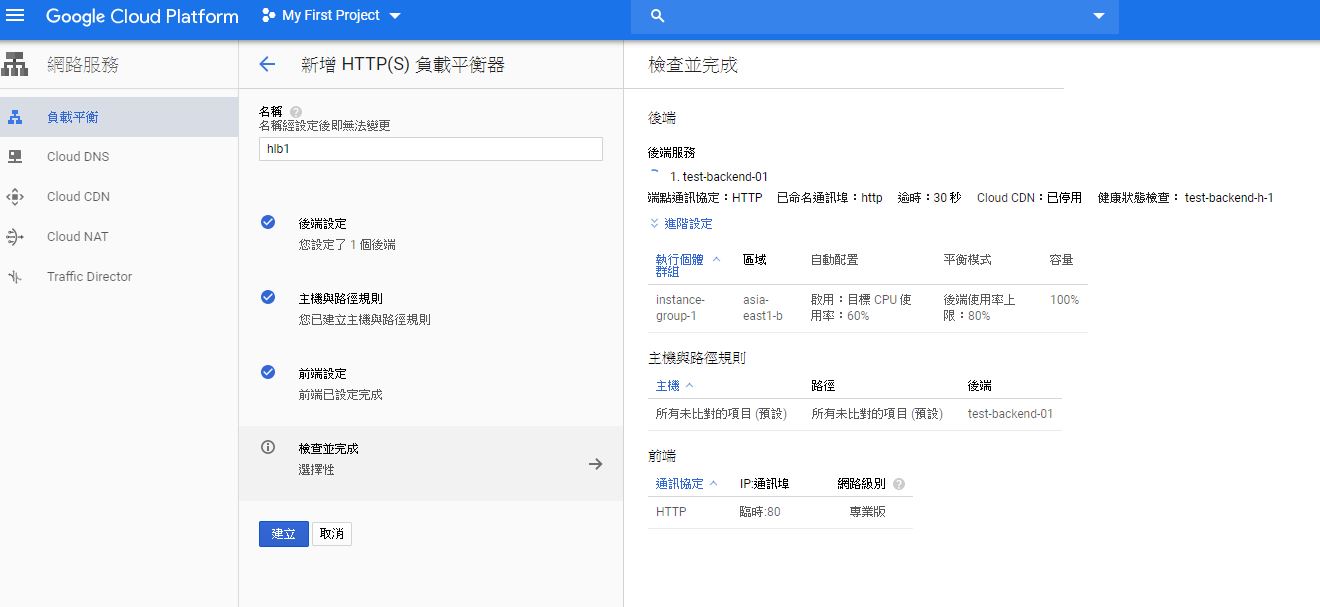 Google Cloud Platform
My First Project
網路服務
負載平衡
Cloud DNS
Cloud CDN
Cloud NAT
Traffic Director
新增 HTTP(S) 負載平衡器
名稱
名稱經設定後即無法變更
hlb1
後端設定
您設定了 1 個後端
主機與路徑規則
您已建立主機與路徑規則
前端設定
前端已設定完成
檢查並完成
選擇性
建立 取消
檢查並完成
後端
後端服務
1. test-backend-01
端點通訊協定：HTTP 已命名通訊埠：http 逾時：30 秒 Cloud CDN：已停用 健康狀態檢查： test-backend-h-1
進階設定
執行個體群組 區域 自動配置 平衡模式 容量
instance-group-1 asia-east1-b 啟用：目標 CPU 使用率：60% 後端使用率上限：80% 100%
主機與路徑規則
主機 路徑 後端
所有未比對的項目 (預設) 所有未比對的項目 (預設) test-backend-01
前端
通訊協定 IP:通訊埠 網路級別
HTTP 臨時:80 專業版